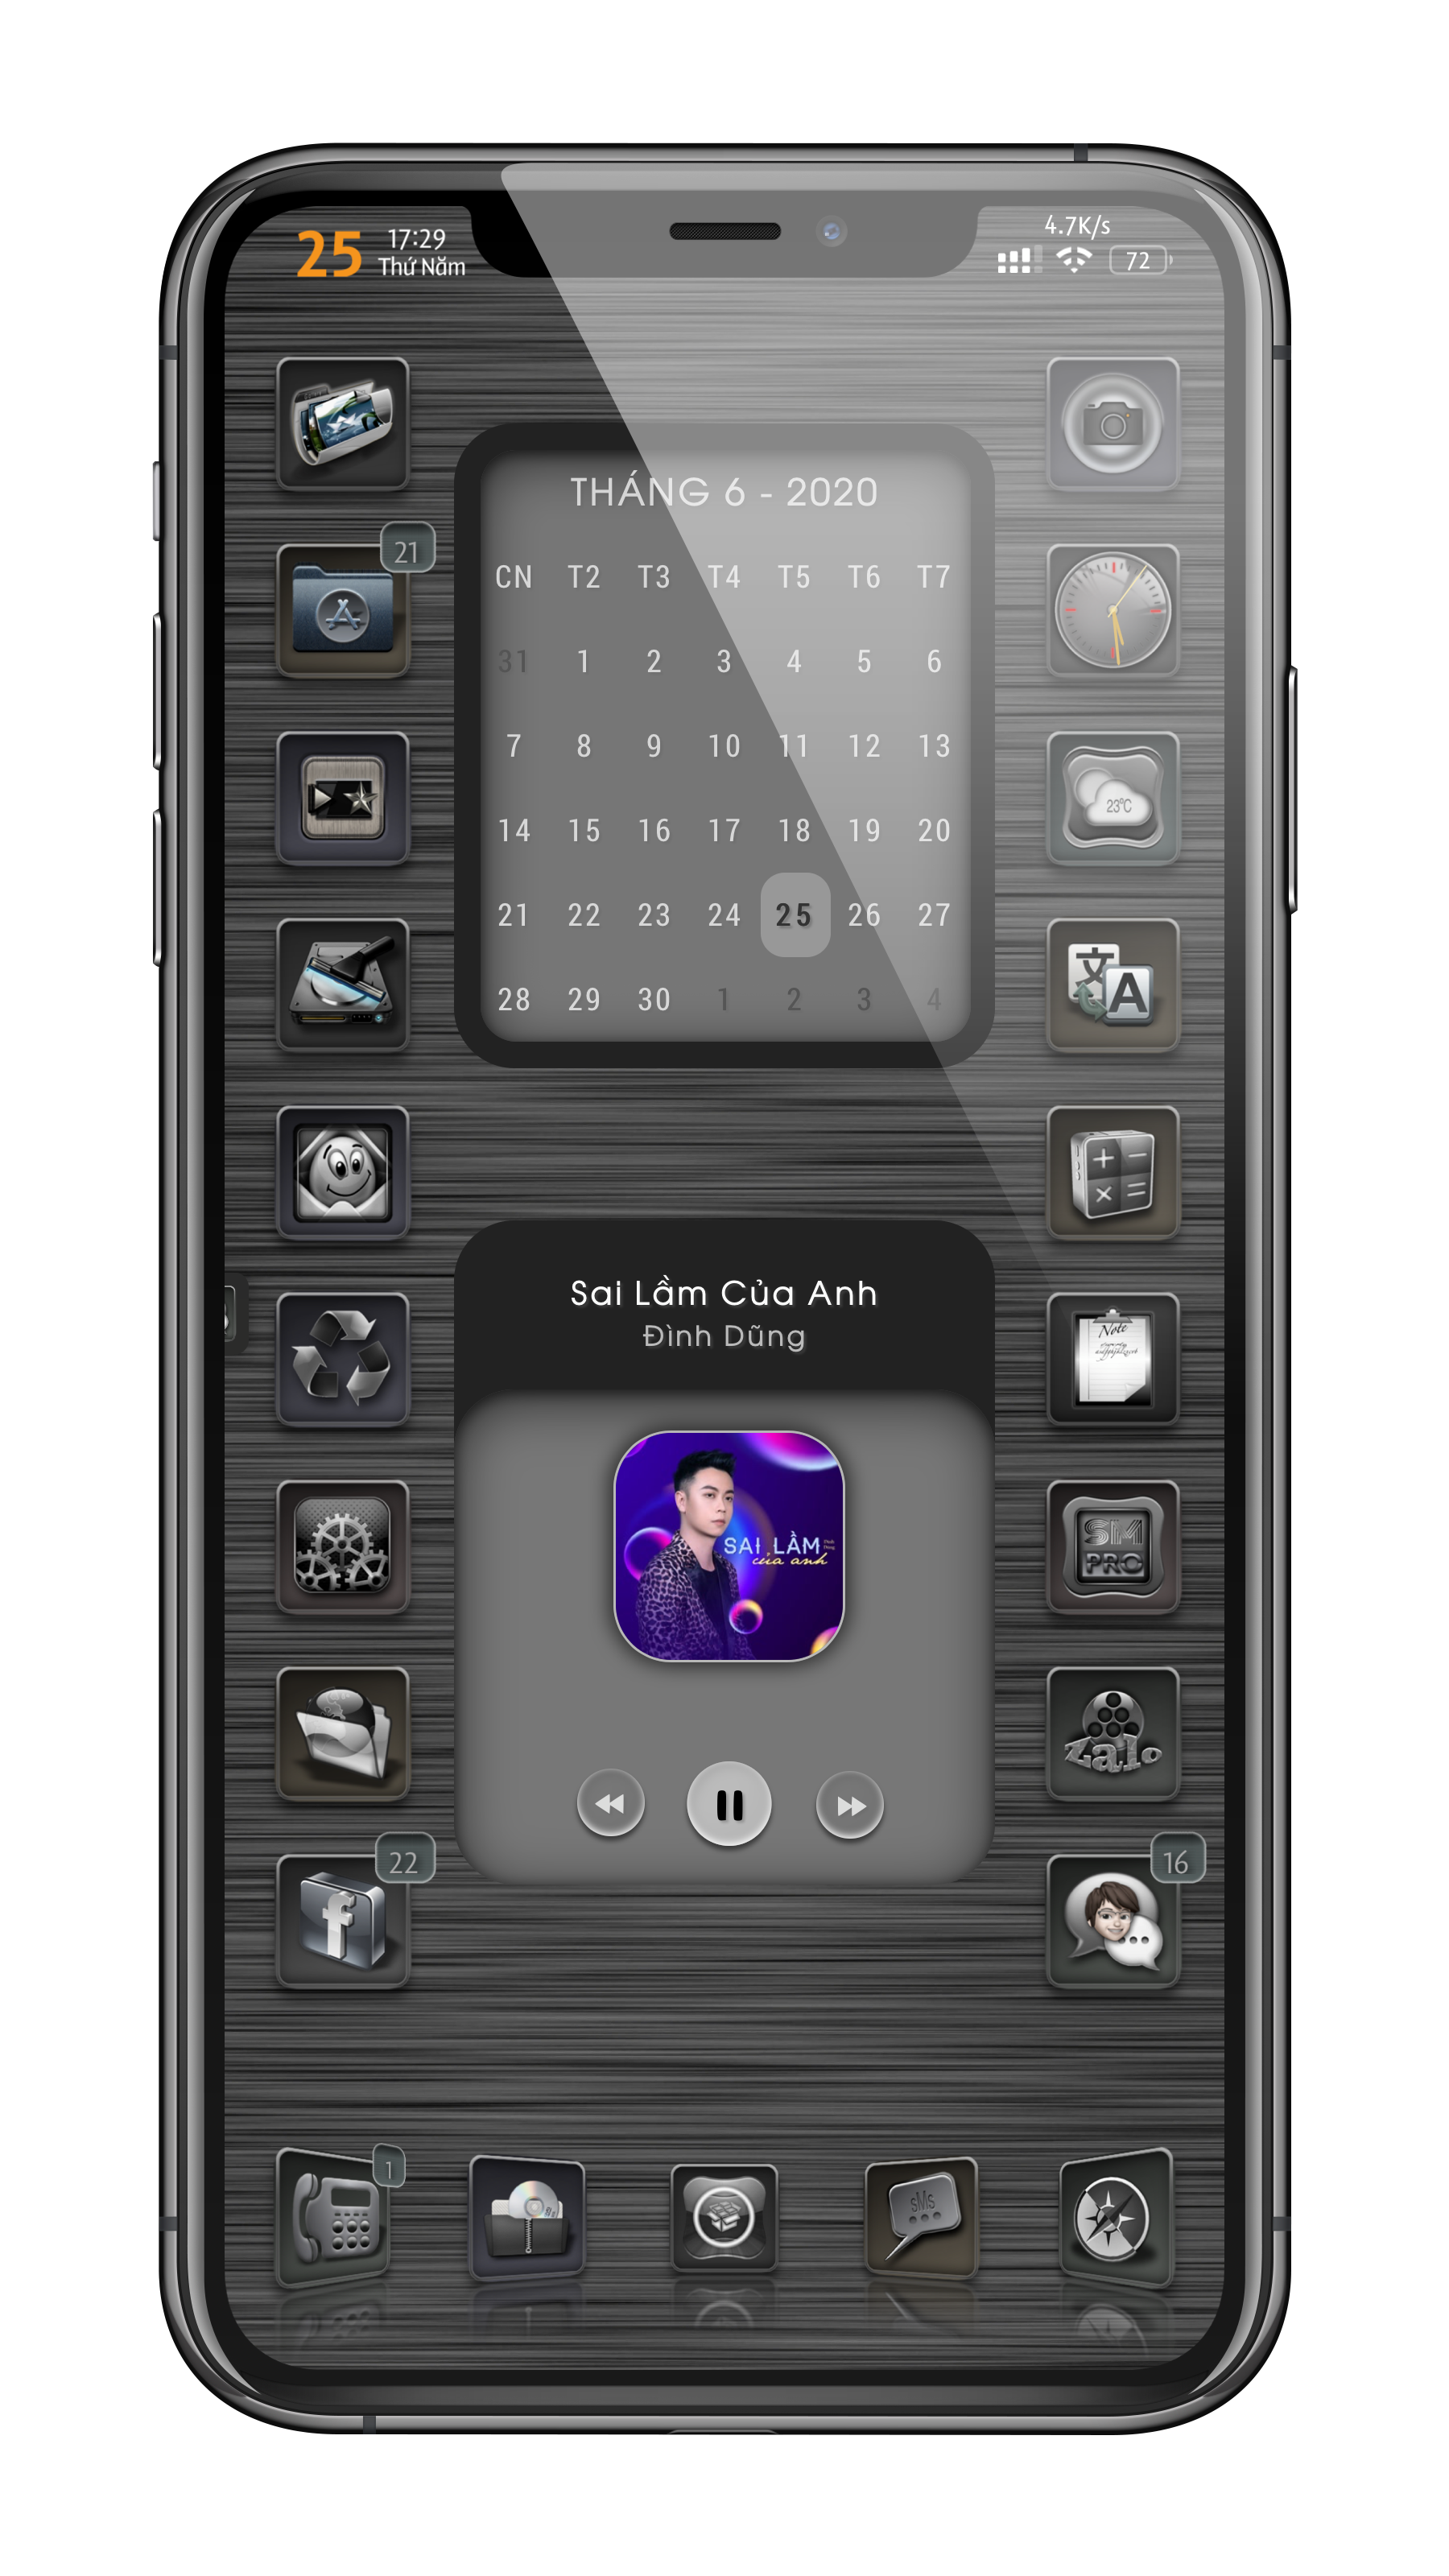 25
17:29
Thứ Năm
4.7K/s
72
21
THÁNG 6 - 2020
CN T2 T3 T4 T5 T6 T7
31 1 2 3 4 5 6
7 8 9 10 11 12 13
14 15 16 17 18 19 20
21 22 23 24 25 26 27
28 29 30 1 2 3 4
23°C
文
A
Sai Lầm Của Anh
Đình Dũng
Note
SAI LẦM
của anh
SM
PRO
zalo
22
f
16
1
sMs